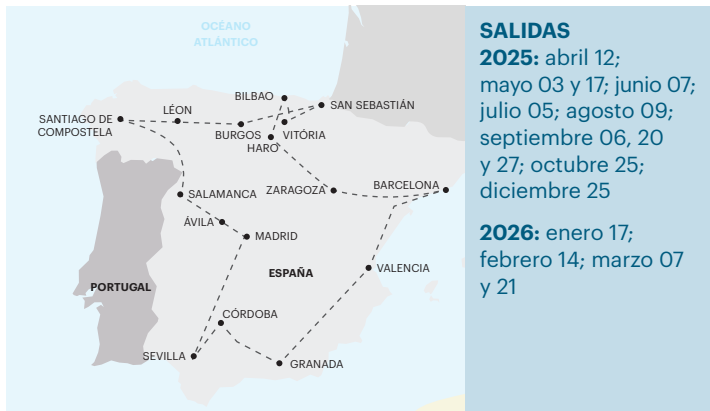 OCÉANO
ATLÁNTICO
BILBAO
SAN SEBASTIÁN
LÉON
SANTIAGO DE
COMPOSTELA
BURGOS
VITÓRIA
HARO
SALAMANCA
ZARAGOZA
BARCELONA
ÁVILA
MADRID
VALENCIA
ESPAÑA
PORTUGAL
CÓRDOBA
SEVILLA
GRANADA
SALIDAS
2025: abril 12;
mayo 03 y 17; junio 07;
julio 05; agosto 09;
septiembre 06, 20
y 27; octubre 25;
diciembre 25
2026: enero 17;
febrero 14; marzo 07
y 21